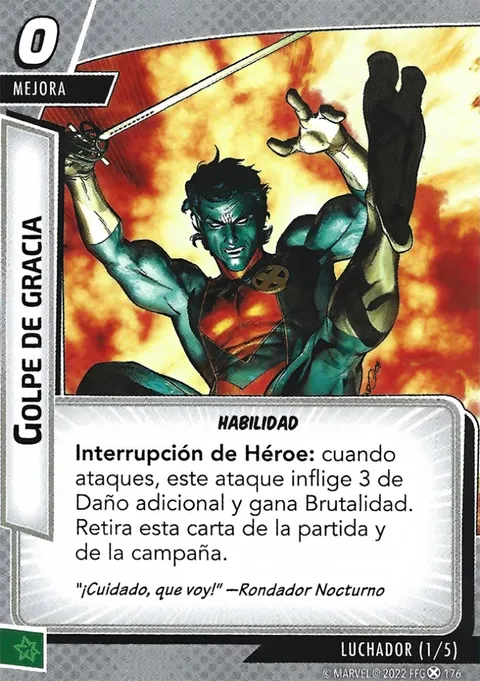 0
MEJORA
GOLPE DE GRACIA
HABILIDAD
Interrupción de Héroe: cuando
ataques, este ataque inflige 3 de
Daño adicional y gana Brutalidad.
Retira esta carta de la partida y
de la campaña.
"¡Cuidado, que voy!" —Rondador Nocturno
LUCHADOR (1/5)
© MARVEL © 2022 FFG 176